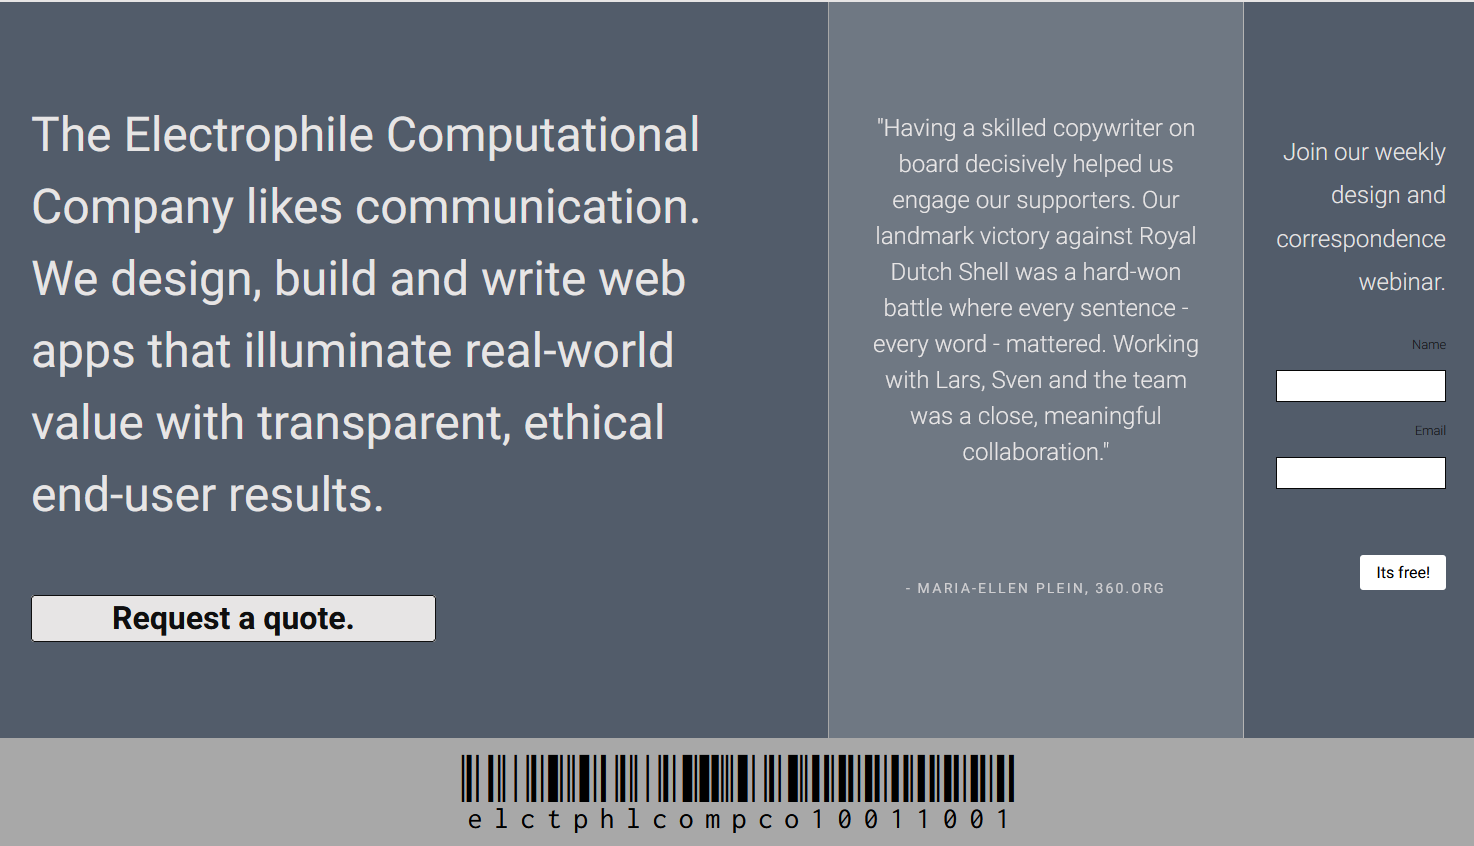 The Electrophile Computational
Company likes communication.
We design, build and write web
apps that illuminate real-world
value with transparent, ethical
end-user results.
Request a quote.
"Having a skilled copywriter on
board decisively helped us
engage our supporters. Our
landmark victory against Royal
Dutch Shell was a hard-won
battle where every sentence -
every word - mattered. Working
with Lars, Sven and the team
was a close, meaningful
collaboration."
- MARIA-ELLEN PLEIN, 360.ORG
Join our weekly
design and
correspondence
webinar.
Name
Email
Its free!
elctphlcompco10011001